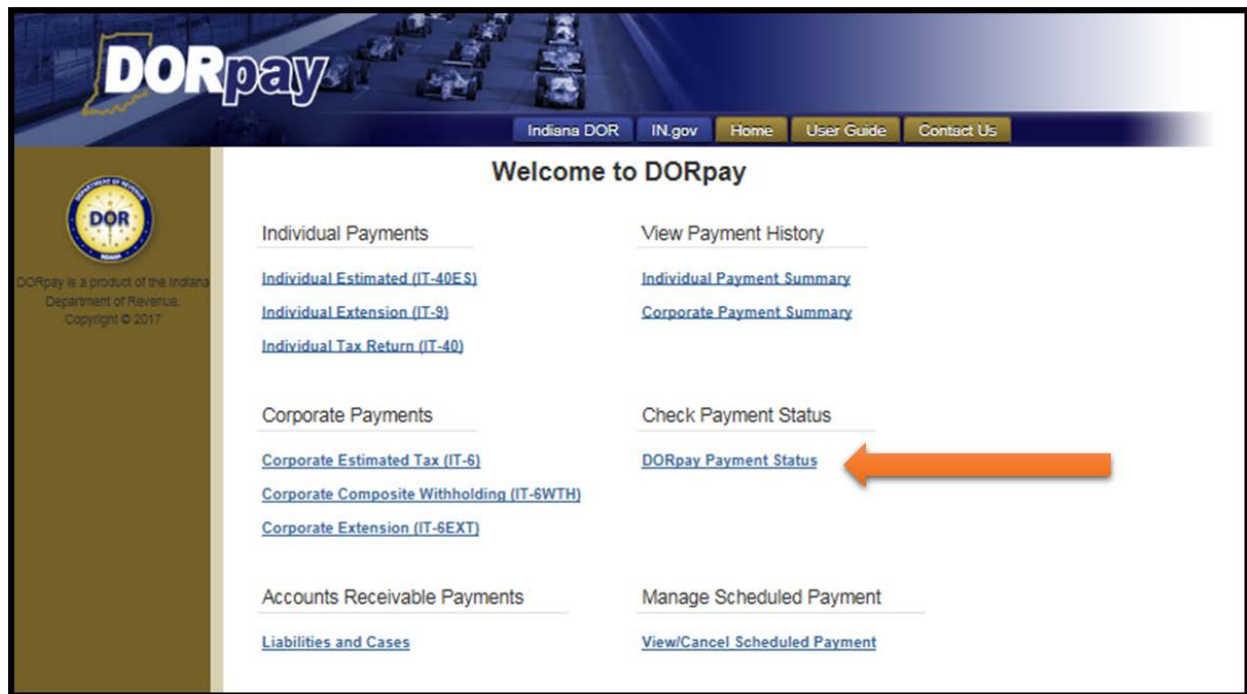 DORpay
Indiana DOR IN.gov Home User Guide Contact Us
DEPARTMENT OF REVENUE
DOR
INDIANA
DORpay is a product of the Indiana
Department of Revenue.
Copyright © 2017
Welcome to DORpay
Individual Payments
Individual Estimated (IT-40ES)
Individual Extension (IT-9)
Individual Tax Return (IT-40)
View Payment History
Individual Payment Summary
Corporate Payment Summary
Corporate Payments
Corporate Estimated Tax (IT-6)
Corporate Composite Withholding (IT-6WTH)
Corporate Extension (IT-6EXT)
Check Payment Status
DORpay Payment Status
Accounts Receivable Payments
Liabilities and Cases
Manage Scheduled Payment
View/Cancel Scheduled Payment